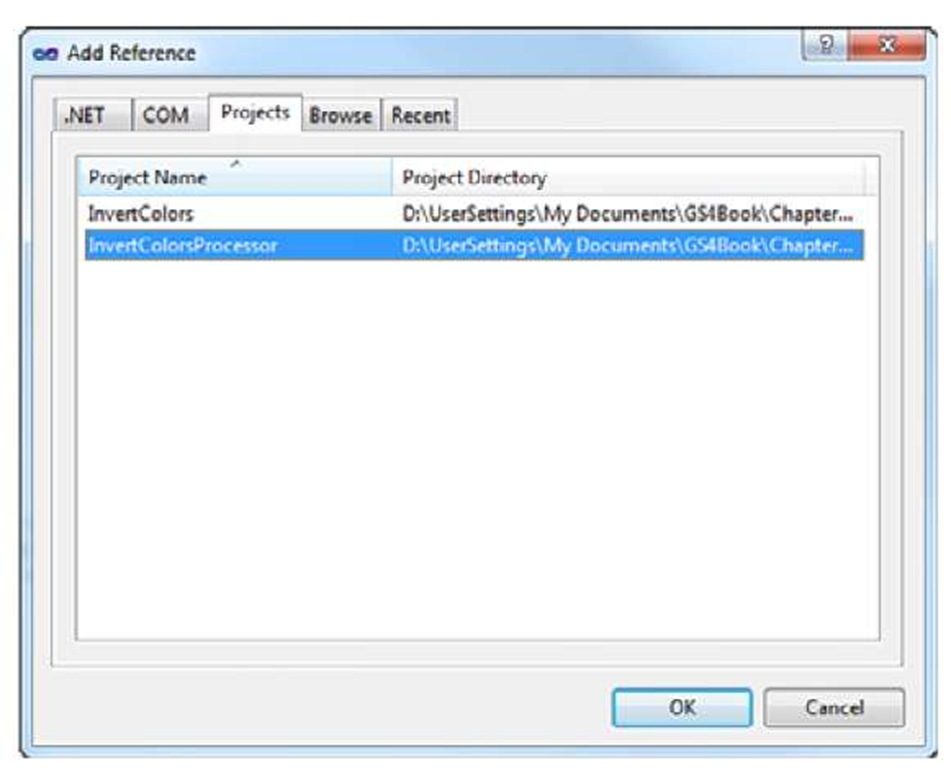 Add Reference
.NET COM Projects Browse Recent
Project Name Project Directory
InvertColors D:\UserSettings\My Documents\GS4Book\Chapter...
InvertColorsProcessor D:\UserSettings\My Documents\GS4Book\Chapter...
OK Cancel